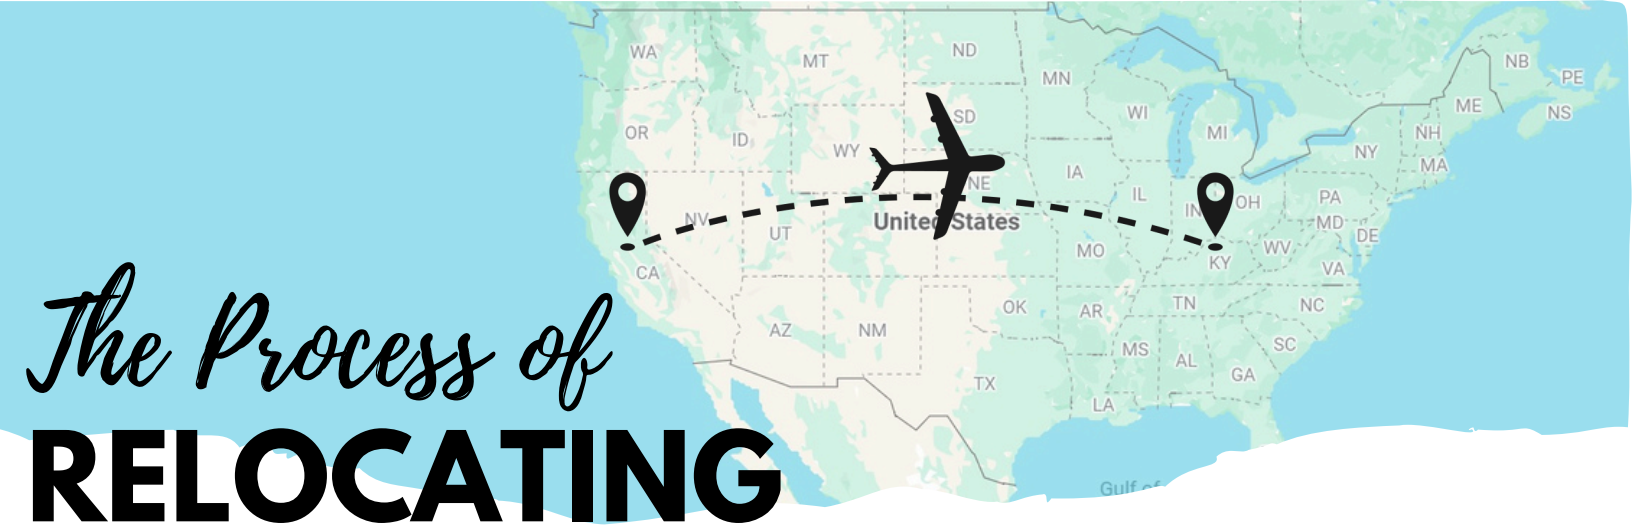 WA
MT
ND
MN
NB
PE
OR
ID
SD
WI
MI
ME
NS
WY
NH
NY
MA
NE
IA
IL
IN
OH
PA
NV
UT
United States
MO
KY
WV
MD
DE
CA
VA
AZ
NM
OK
AR
TN
NC
MS
AL
SC
TX
GA
LA
The Process of
RELOCATING
Gulf of